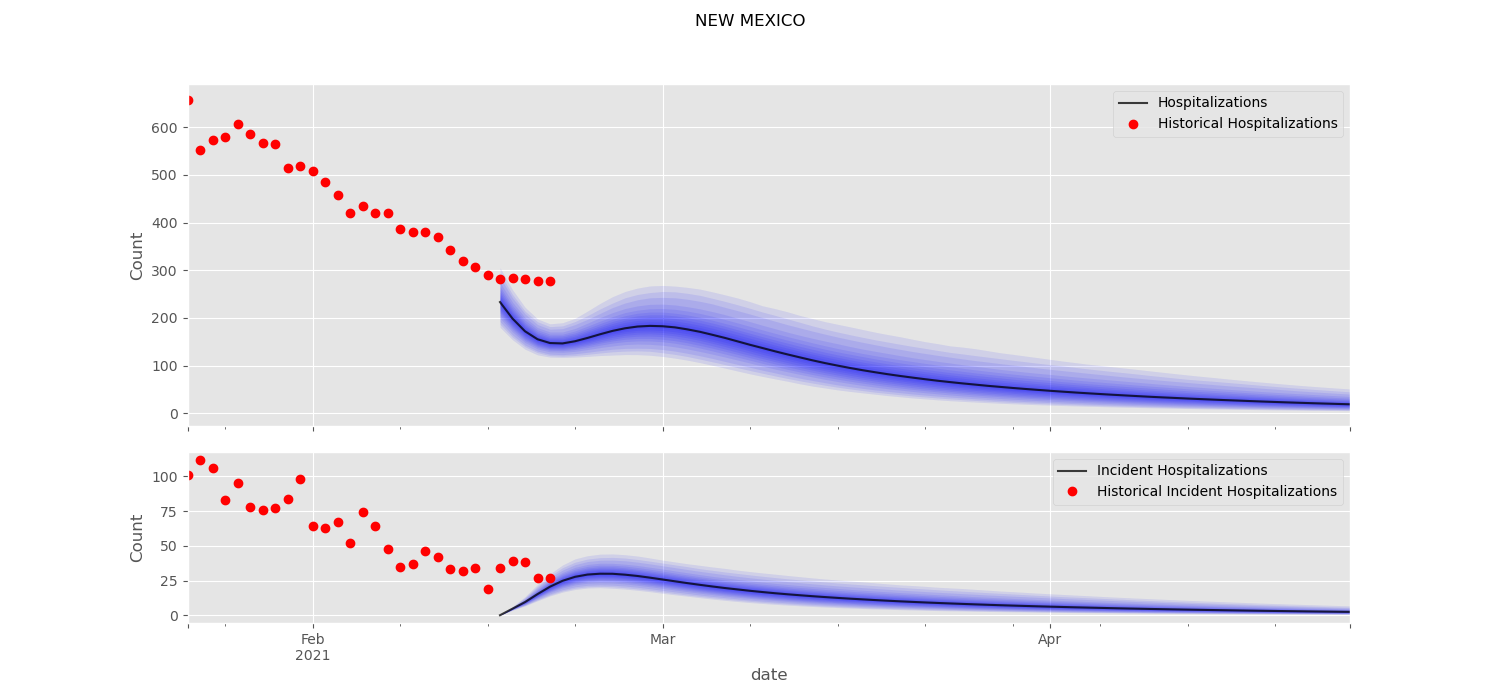 NEW MEXICO
Hospitalizations
Historical Hospitalizations
600
500
400
300
200
100
0
Count
Incident Hospitalizations
Historical Incident Hospitalizations
100
75
50
25
0
Count
Feb
2021
Mar
Apr
date